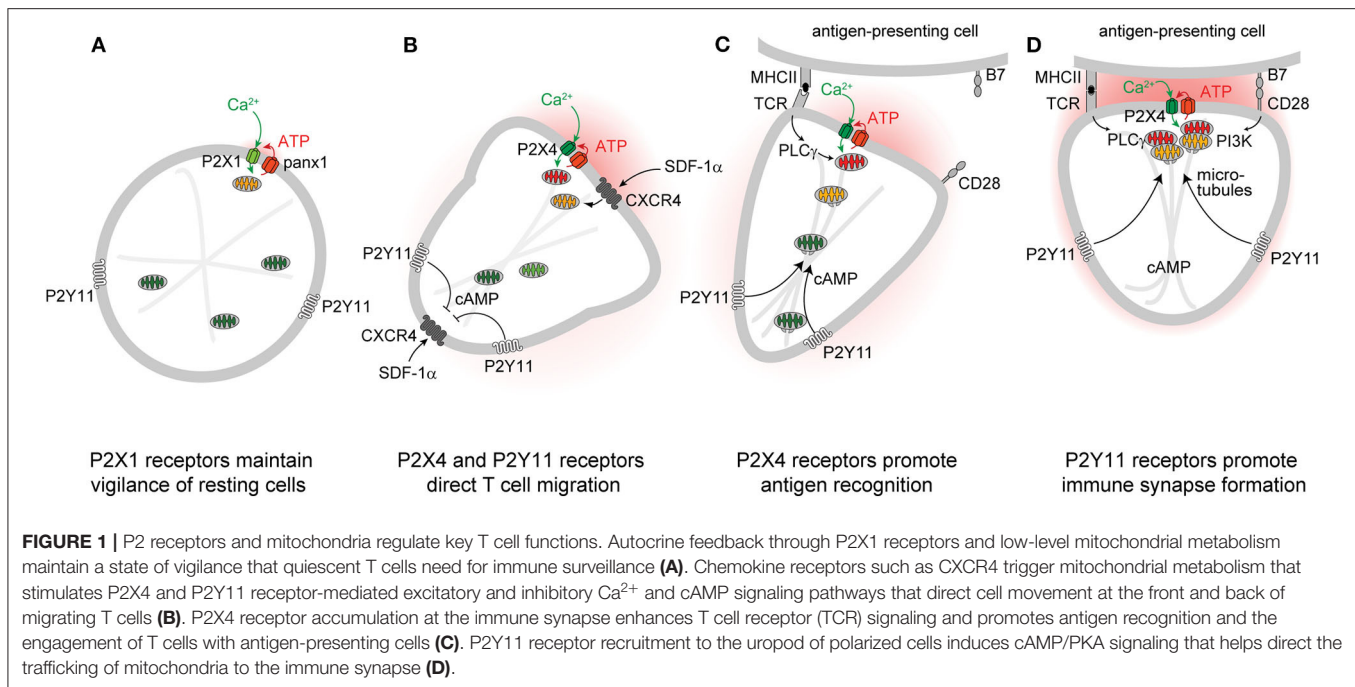 A
Ca2+
ATP
P2X1
panx1
P2Y11
P2Y11
P2X1 receptors maintain
vigilance of resting cells
B
Ca2+
ATP
P2X4
SDF-1α
CXCR4
P2Y11
cAMP
CXCR4
P2Y11
SDF-1α
P2X4 and P2Y11 receptors
direct T cell migration
C
antigen-presenting cell
MHCII
B7
TCR
Ca2+
ATP
PLCγ
CD28
cAMP
P2Y11
P2Y11
P2X4 receptors promote
antigen recognition
D
antigen-presenting cell
MHCII
B7
Ca2+
ATP
TCR
CD28
P2X4
PLCγ
PI3K
micro-
tubules
P2Y11
cAMP
P2Y11
P2Y11 receptors promote
immune synapse formation
FIGURE 1 | P2 receptors and mitochondria regulate key T cell functions. Autocrine feedback through P2X1 receptors and low-level mitochondrial metabolism
maintain a state of vigilance that quiescent T cells need for immune surveillance (A). Chemokine receptors such as CXCR4 trigger mitochondrial metabolism that
stimulates P2X4 and P2Y11 receptor-mediated excitatory and inhibitory Ca2+ and cAMP signaling pathways that direct cell movement at the front and back of
migrating T cells (B). P2X4 receptor accumulation at the immune synapse enhances T cell receptor (TCR) signaling and promotes antigen recognition and the
engagement of T cells with antigen-presenting cells (C). P2Y11 receptor recruitment to the uropod of polarized cells induces cAMP/PKA signaling that helps direct the
trafficking of mitochondria to the immune synapse (D).